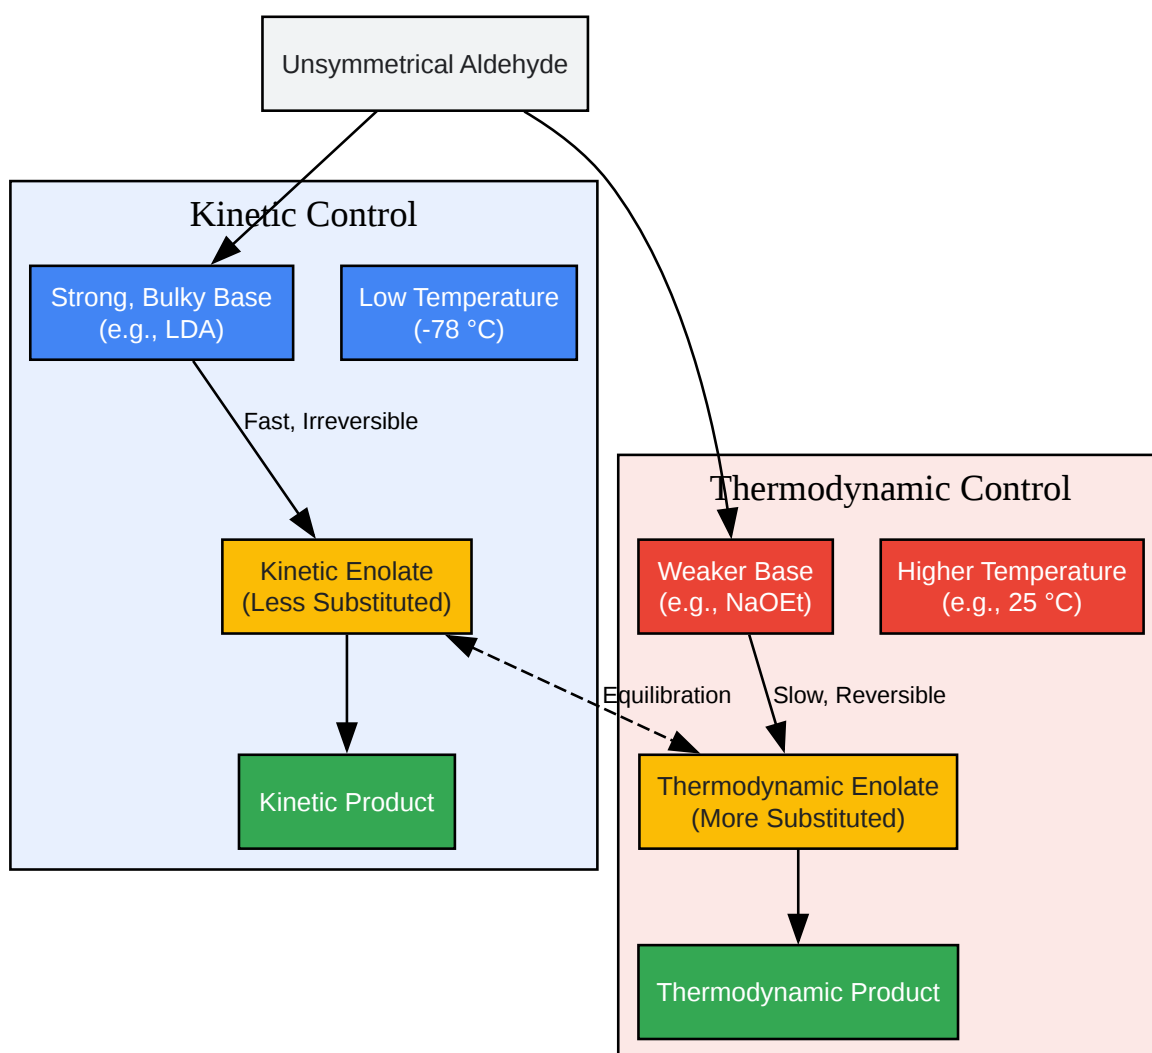 Unsymmetrical Aldehyde
Kinetic Control
Strong, Bulky Base
(e.g., LDA)
Low Temperature
(-78 °C)
Fast, Irreversible
Kinetic Enolate
(Less Substituted)
Kinetic Product
Equilibration
Thermodynamic Control
Weaker Base
(e.g., NaOEt)
Higher Temperature
(e.g., 25 °C)
Slow, Reversible
Thermodynamic Enolate
(More Substituted)
Thermodynamic Product